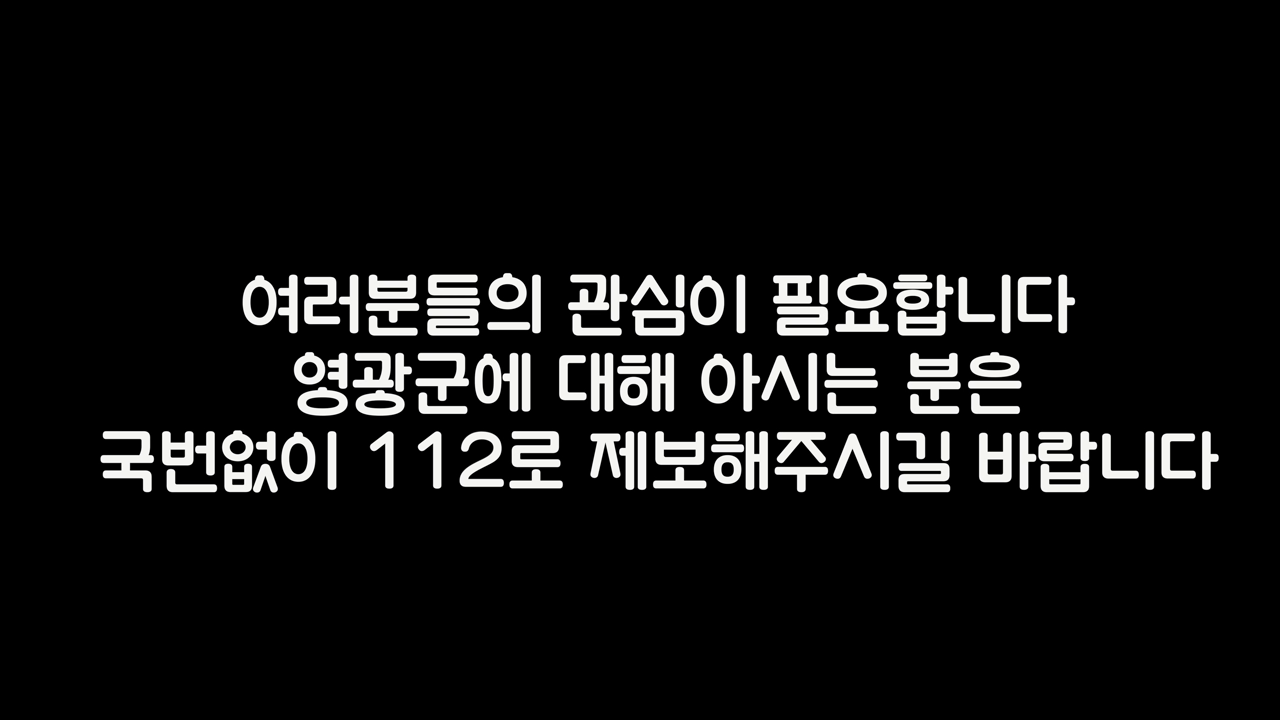 여러분들의 관심이 필요합니다
영광군에 대해 아시는 분은
국번없이 112로 제보해주시길 바랍니다